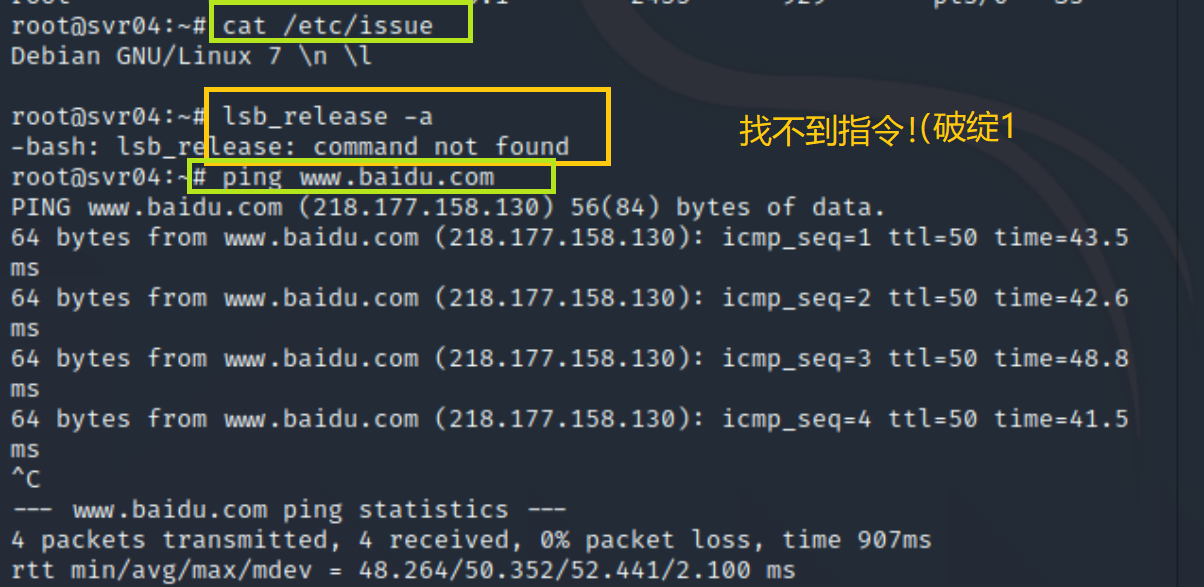 root@svr04:~# cat /etc/issue
Debian GNU/Linux 7 \n \l
root@svr04:~# lsb_release -a
-bash: lsb_release: command not found
找不到指令!(破绽1
root@svr04:~# ping www.baidu.com
PING www.baidu.com (218.177.158.130) 56(84) bytes of data.
64 bytes from www.baidu.com (218.177.158.130): icmp_seq=1 ttl=50 time=43.5
ms
64 bytes from www.baidu.com (218.177.158.130): icmp_seq=2 ttl=50 time=42.6
ms
64 bytes from www.baidu.com (218.177.158.130): icmp_seq=3 ttl=50 time=48.8
ms
64 bytes from www.baidu.com (218.177.158.130): icmp_seq=4 ttl=50 time=41.5
ms
^C
--- www.baidu.com ping statistics ---
4 packets transmitted, 4 received, 0% packet loss, time 907ms
rtt min/avg/max/mdev = 48.264/50.352/52.441/2.100 ms